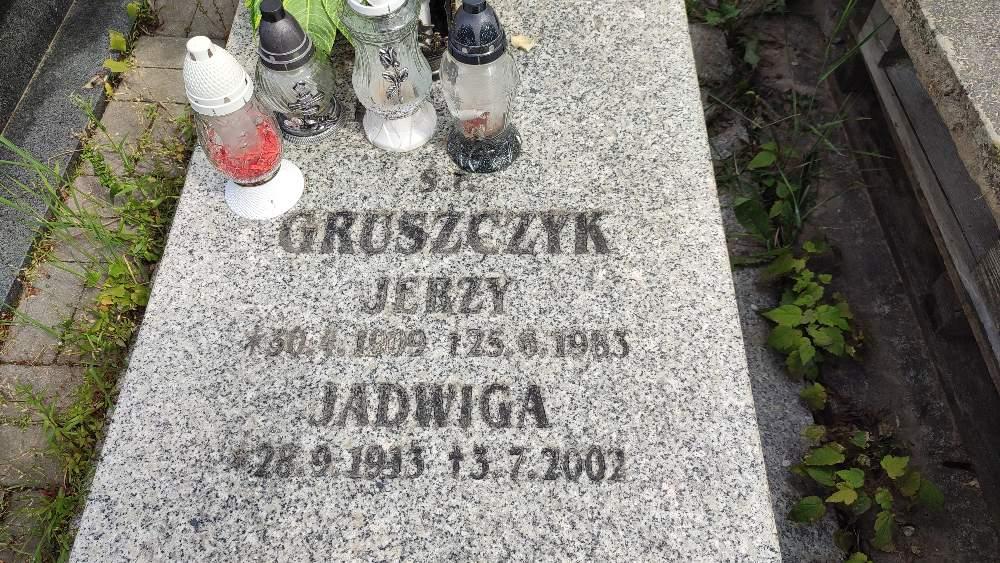 Ś.P.
GRUSZCZYK
JERZY
*30.4.1909 †25.6.1983
JADWIGA
*28.9.1913 †3.7.2002